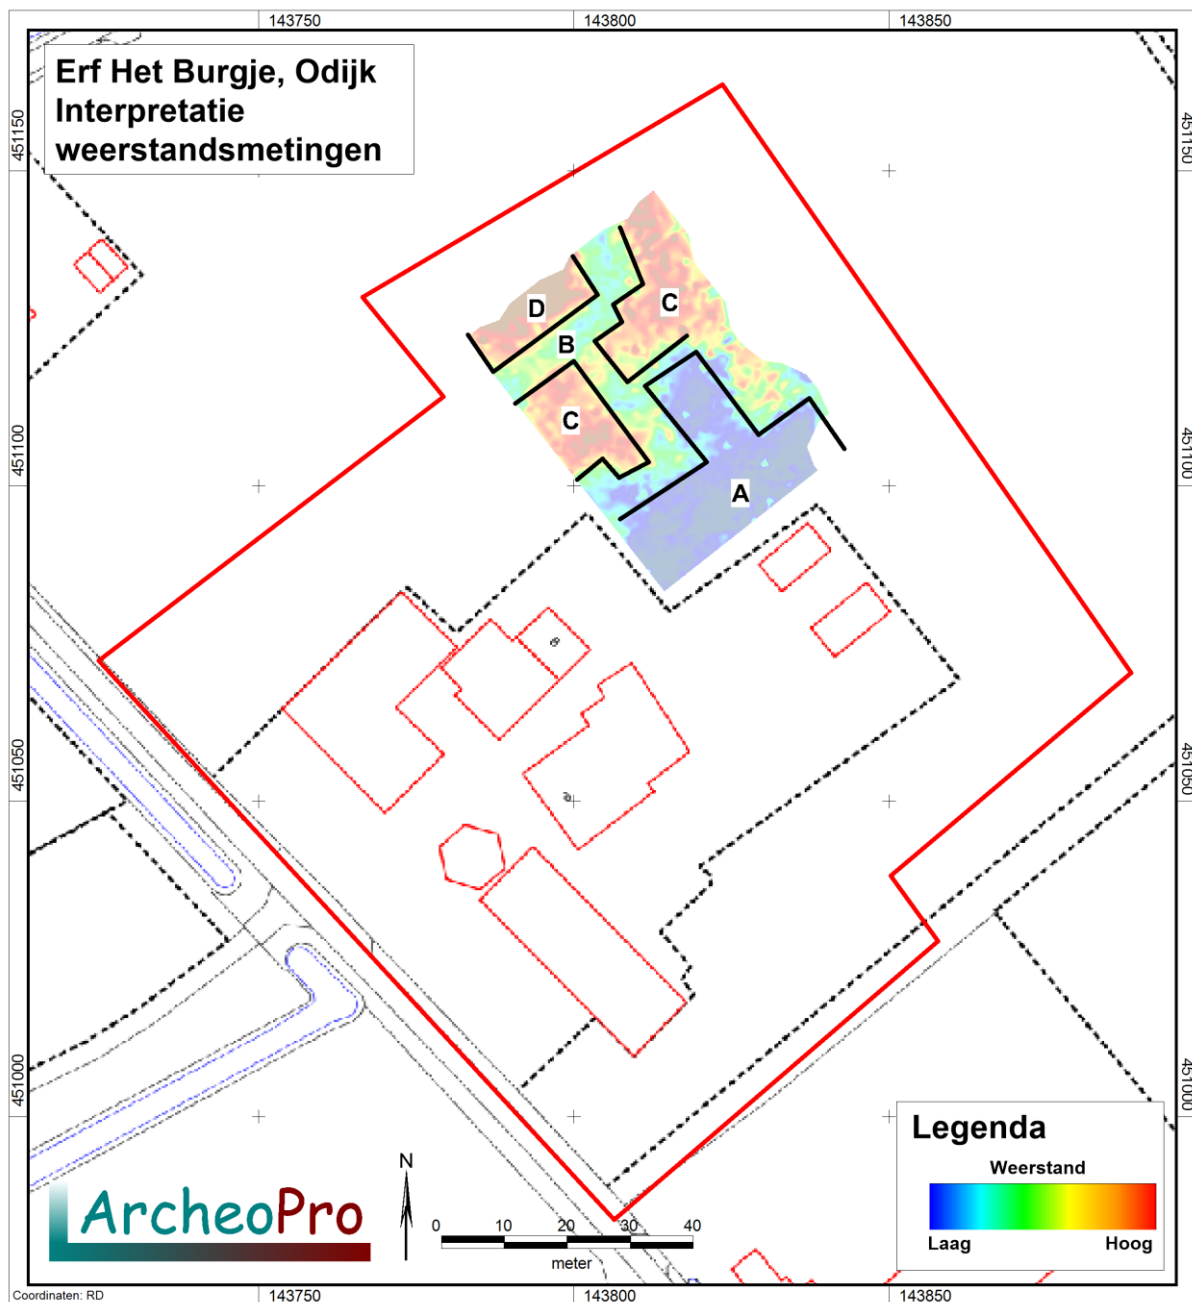 143750
143800
143850
Erf Het Burgje, Odijk
Interpretatie
weerstandsmetingen
451150
451150
D
C
B
C
451100
451100
A
451050
451050
451000
451000
Legenda
Weerstand
Laag
Hoog
N
ArcheoPro
0
10
20
30
40
meter
Coordinaten: RD
143750
143800
143850